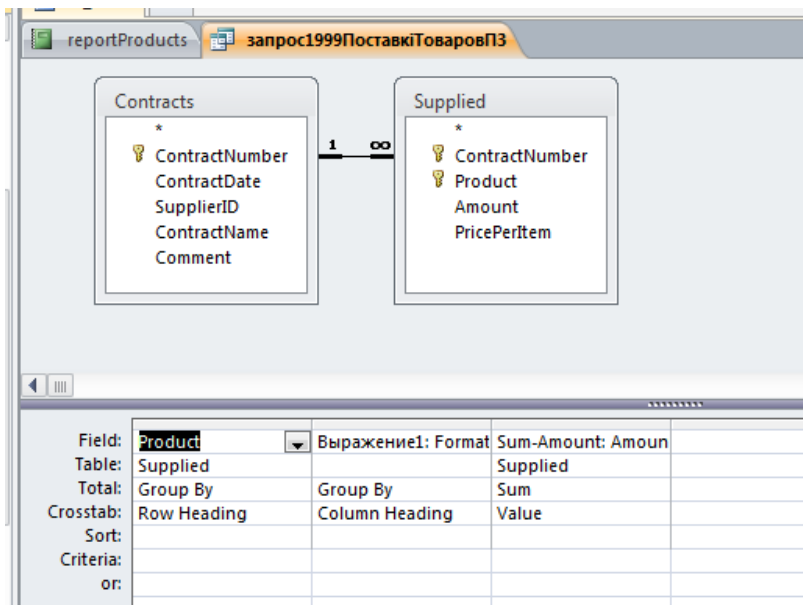 reportProducts запрос1999ПоставкіТоваровП3
Contracts Supplied
* *
ContractNumber 1 ∞ ContractNumber
ContractDate Product
SupplierID Amount
ContractName PricePerItem
Comment
Field: Product Выражение1: Format Sum-Amount: Amoun
Table: Supplied Supplied
Total: Group By Group By Sum
Crosstab: Row Heading Column Heading Value
Sort:
Criteria:
or: